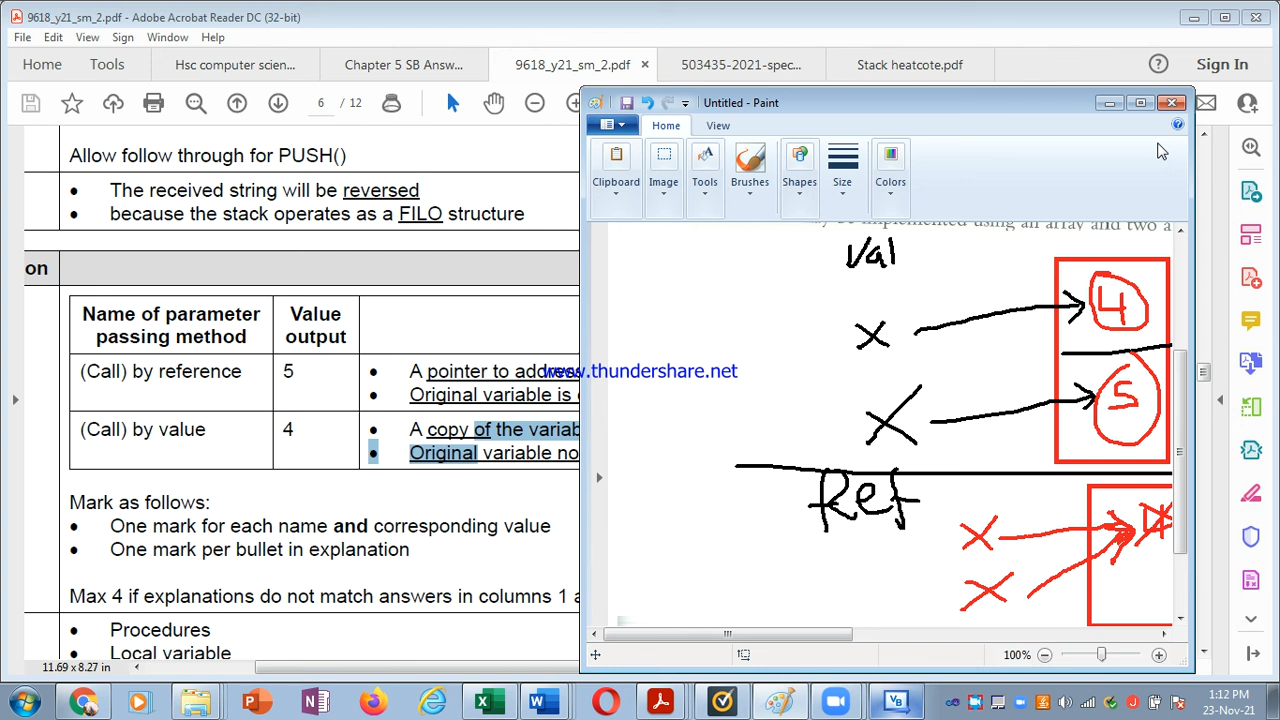 9618_y21_sm_2.pdf - Adobe Acrobat Reader DC (32-bit)
File Edit View Sign Window Help
Home Tools Hsc computer scien... Chapter 5 SB Answ... 9618_y21_sm_2.pdf × 503435-2021-spec... Stack heatcote.pdf Sign In
6 / 12
Allow follow through for PUSH()
• The received string will be reversed
• because the stack operates as a FILO structure
on
Name of parameter passing method Value output
(Call) by reference 5 • A pointer to address
• Original variable is
(Call) by value 4 • A copy of the variab
• Original variable no
Mark as follows:
• One mark for each name and corresponding value
• One mark per bullet in explanation
Max 4 if explanations do not match answers in columns 1
• Procedures
• Local variable
11.69 x 8.27 in
www.thundershare.net
Untitled - Paint
Home View
Clipboard Image Tools Brushes Shapes Size Colors
implemented using an array and two a
Val
x 4
x 5
Ref
x
x
100%
1:12 PM
23-Nov-21